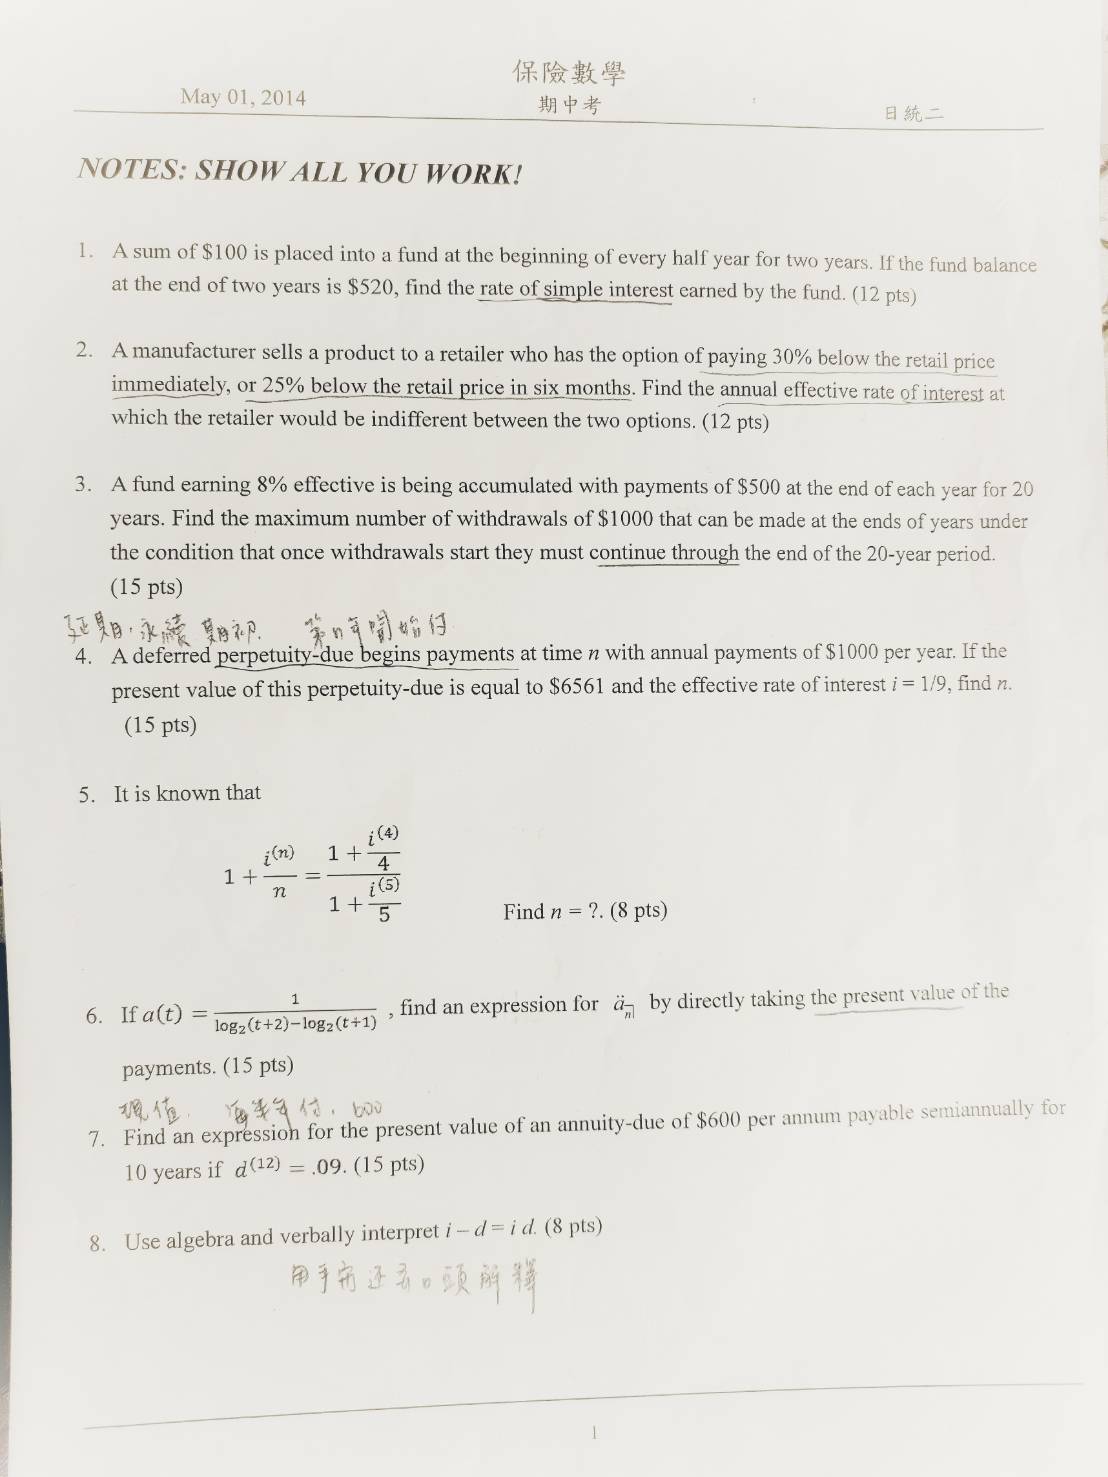 保險數學
May 01, 2014
期中考
日統二
NOTES: SHOW ALL YOU WORK!
1. A sum of $100 is placed into a fund at the beginning of every half year for two years. If the fund balance
at the end of two years is $520, find the rate of simple interest earned by the fund. (12 pts)
2. A manufacturer sells a product to a retailer who has the option of paying 30% below the retail price
immediately, or 25% below the retail price in six months. Find the annual effective rate of interest at
which the retailer would be indifferent between the two options. (12 pts)
3. A fund earning 8% effective is being accumulated with payments of $500 at the end of each year for 20
years. Find the maximum number of withdrawals of $1000 that can be made at the ends of years under
the condition that once withdrawals start they must continue through the end of the 20-year period.
(15 pts)
延期,永續 期初. 第n年開始付
4. A deferred perpetuity-due begins payments at time n with annual payments of $1000 per year. If the
present value of this perpetuity-due is equal to $6561 and the effective rate of interest i = 1/9, find n.
(15 pts)
5. It is known that
1 + i^(n)/n = (1 + i^(4)/4)/(1 + i^(5)/5)
Find n = ?. (8 pts)
6. If a(t) = 1/(log₂(t+2)−log₂(t+1)) , find an expression for ä_n| by directly taking the present value of the
payments. (15 pts)
現值. 每半年付. 600
7. Find an expression for the present value of an annuity-due of $600 per annum payable semiannually for
10 years if d^(12) = .09. (15 pts)
8. Use algebra and verbally interpret i − d = i d. (8 pts)
口頭解釋
1